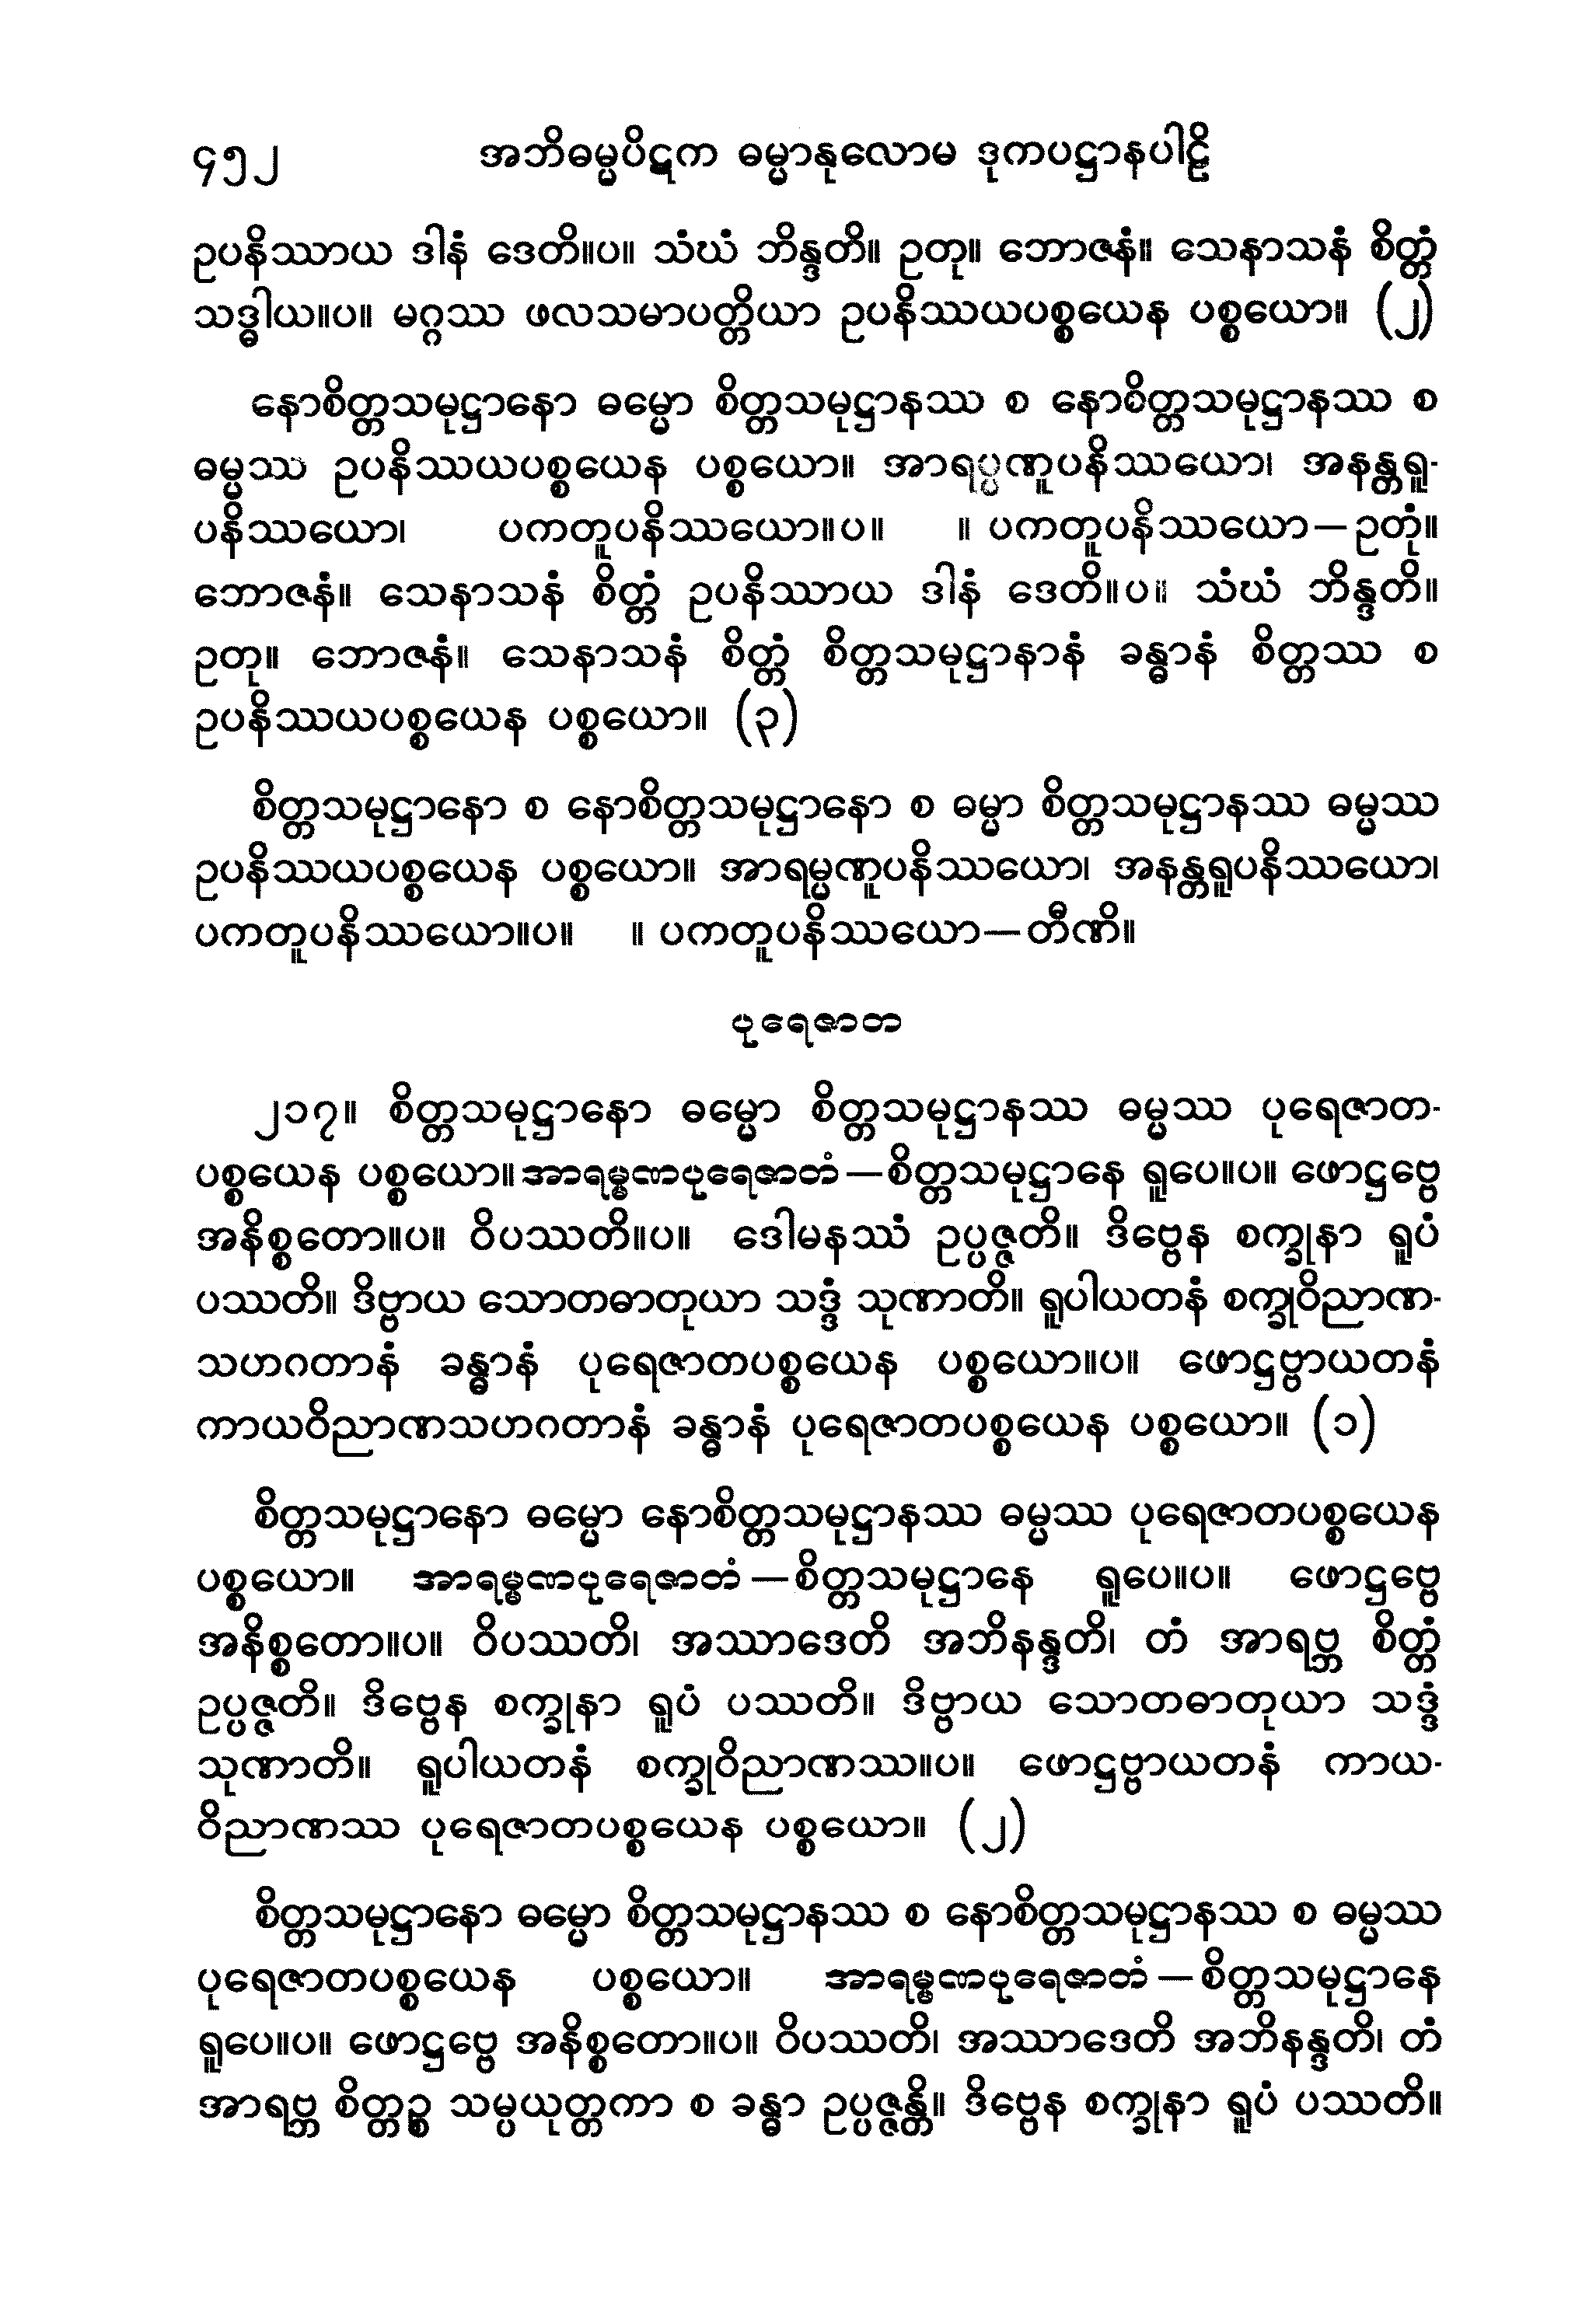 ၄၅၂ အဘိဓမ္မပိဋက ဓမ္မာနုလောမ ဒုကပဋ္ဌာနပါဠိ
ဥပနိဿာယ ဒါနံ ဒေတိ။ပ။ သံဃံ ဘိန္ဒတိ။ ဥတု။ ဘောဇနံ။ သေနာသနံ စိတ္တံ
သဒ္ဓါယ။ပ။ မဂ္ဂဿ ဖလသမာပတ္တိယာ ဥပနိဿယပစ္စယေန ပစ္စယော။ (၂)
နောစိတ္တသမုဋ္ဌာနော ဓမ္မော စိတ္တသမုဋ္ဌာနဿ စ နောစိတ္တသမုဋ္ဌာနဿ စ
ဓမ္မဿ ဥပနိဿယပစ္စယေန ပစ္စယော။ အာရမ္မဏူပနိဿယော၊ အနန္တရူ-
ပနိဿယော၊ ပကတူပနိဿယော။ပ။ ။ ပကတူပနိဿယော—ဥတုံ။
ဘောဇနံ။ သေနာသနံ စိတ္တံ ဥပနိဿာယ ဒါနံ ဒေတိ။ပ။ သံဃံ ဘိန္ဒတိ။
ဥတု။ ဘောဇနံ။ သေနာသနံ စိတ္တံ စိတ္တသမုဋ္ဌာနာနံ ခန္ဓာနံ စိတ္တဿ စ
ဥပနိဿယပစ္စယေန ပစ္စယော။ (၃)
စိတ္တသမုဋ္ဌာနော စ နောစိတ္တသမုဋ္ဌာနော စ ဓမ္မာ စိတ္တသမုဋ္ဌာနဿ ဓမ္မဿ
ဥပနိဿယပစ္စယေန ပစ္စယော။ အာရမ္မဏူပနိဿယော၊ အနန္တရူပနိဿယော၊
ပကတူပနိဿယော။ပ။ ။ ပကတူပနိဿယော—တီဏိ။
ပုရေဇာတ
၂၁၇။ စိတ္တသမုဋ္ဌာနော ဓမ္မော စိတ္တသမုဋ္ဌာနဿ ဓမ္မဿ ပုရေဇာတ-
ပစ္စယေန ပစ္စယော။ အာရမ္မဏပုရေဇာတံ—စိတ္တသမုဋ္ဌာနေ ရူပေ။ပ။ ဖောဋ္ဌဗ္ဗေ
အနိစ္စတော။ပ။ ဝိပဿတိ။ပ။ ဒေါမနဿံ ဥပ္ပဇ္ဇတိ။ ဒိဗ္ဗေန စက္ခုနာ ရူပံ
ပဿတိ။ ဒိဗ္ဗာယ သောတဓာတုယာ သဒ္ဒံ သုဏာတိ။ ရူပါယတနံ စက္ခုဝိညာဏ-
သဟဂတာနံ ခန္ဓာနံ ပုရေဇာတပစ္စယေန ပစ္စယော။ပ။ ဖောဋ္ဌဗ္ဗာယတနံ
ကာယဝိညာဏသဟဂတာနံ ခန္ဓာနံ ပုရေဇာတပစ္စယေန ပစ္စယော။ (၁)
စိတ္တသမုဋ္ဌာနော ဓမ္မော နောစိတ္တသမုဋ္ဌာနဿ ဓမ္မဿ ပုရေဇာတပစ္စယေန
ပစ္စယော။ အာရမ္မဏပုရေဇာတံ—စိတ္တသမုဋ္ဌာနေ ရူပေ။ပ။ ဖောဋ္ဌဗ္ဗေ
အနိစ္စတော။ပ။ ဝိပဿတိ၊ အဿာဒေတိ အဘိနန္ဒတိ၊ တံ အာရဗ္ဘ စိတ္တံ
ဥပ္ပဇ္ဇတိ။ ဒိဗ္ဗေန စက္ခုနာ ရူပံ ပဿတိ။ ဒိဗ္ဗာယ သောတဓာတုယာ သဒ္ဒံ
သုဏာတိ။ ရူပါယတနံ စက္ခုဝိညာဏဿ။ပ။ ဖောဋ္ဌဗ္ဗာယတနံ ကာယ-
ဝိညာဏဿ ပုရေဇာတပစ္စယေန ပစ္စယော။ (၂)
စိတ္တသမုဋ္ဌာနော ဓမ္မော စိတ္တသမုဋ္ဌာနဿ စ နောစိတ္တသမုဋ္ဌာနဿ စ ဓမ္မဿ
ပုရေဇာတပစ္စယေန ပစ္စယော။ အာရမ္မဏပုရေဇာတံ—စိတ္တသမုဋ္ဌာနေ
ရူပေ။ပ။ ဖောဋ္ဌဗ္ဗေ အနိစ္စတော။ပ။ ဝိပဿတိ၊ အဿာဒေတိ အဘိနန္ဒတိ၊ တံ
အာရဗ္ဘ စိတ္တဉ္စ သမ္ပယုတ္တကာ စ ခန္ဓာ ဥပ္ပဇ္ဇန္တိ။ ဒိဗ္ဗေန စက္ခုနာ ရူပံ ပဿတိ။